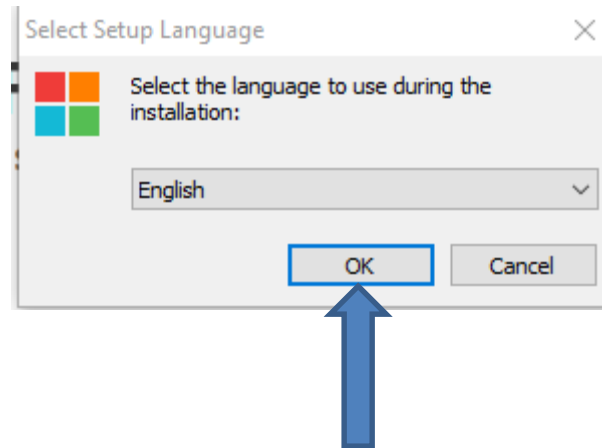 Select Setup Language
Select the language to use during the
installation:
English
OK
Cancel